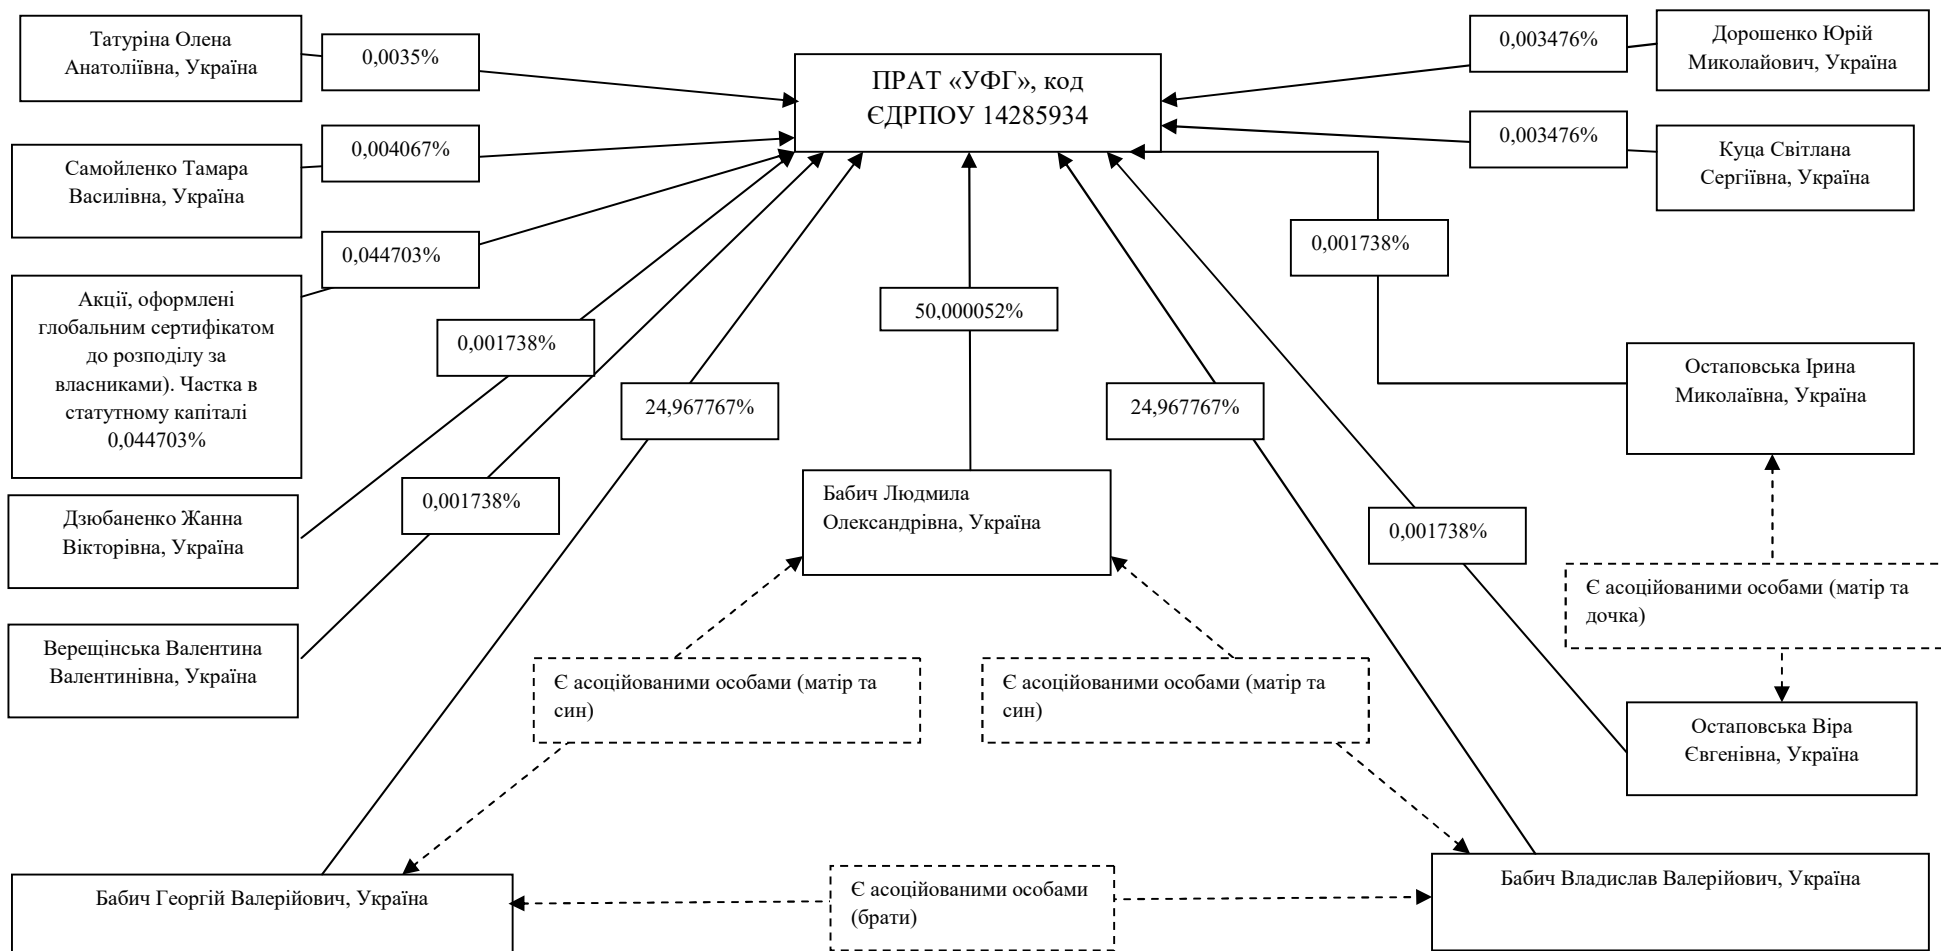 Татуріна Олена
Анатоліївна, Україна
0,0035%
ПРАТ «УФГ», код
ЄДРПОУ 14285934
0,003476%
Дорошенко Юрій
Миколайович, Україна
Самойленко Тамара
Василівна, Україна
0,004067%
0,003476%
Куца Світлана
Сергіївна, Україна
0,044703%
0,001738%
Акції, оформлені
глобальним сертифікатом
до розподілу за
власниками). Частка в
статутному капіталі
0,044703%
0,001738%
50,000052%
24,967767%
24,967767%
Остаповська Ірина
Миколаївна, Україна
Дзюбаненко Жанна
Вікторівна, Україна
0,001738%
Бабич Людмила
Олександрівна, Україна
0,001738%
Є асоційованими особами (матір та
дочка)
Верещінська Валентина
Валентинівна, Україна
Є асоційованими особами (матір та
син)
Є асоційованими особами (матір та
син)
Остаповська Віра
Євгенівна, Україна
Бабич Георгій Валерійович, Україна
Є асоційованими особами
(брати)
Бабич Владислав Валерійович, Україна